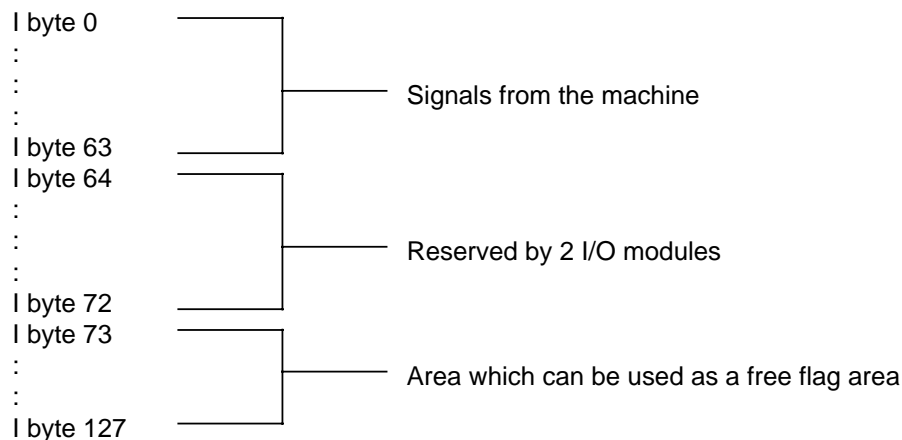 I byte 0
:
:
:
Signals from the machine
I byte 63
I byte 64
:
:
:
Reserved by 2 I/O modules
I byte 72
I byte 73
:
:
Area which can be used as a free flag area
I byte 127